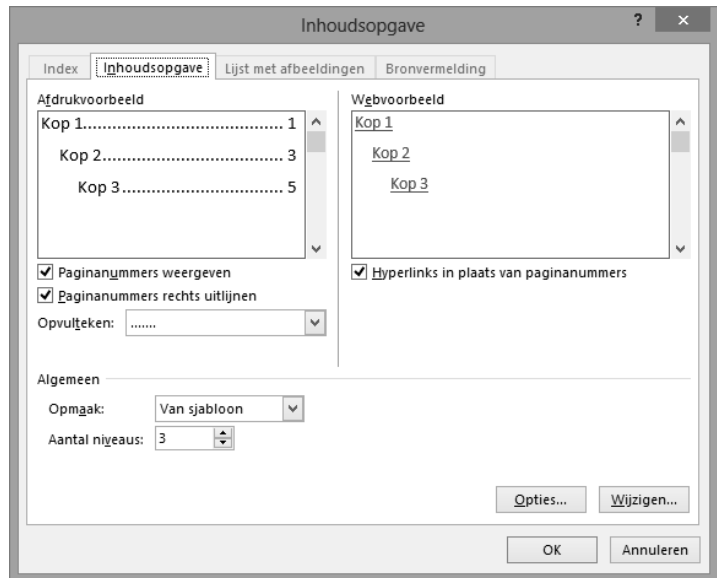 Inhoudsopgave ? ×
Index Inhoudsopgave Lijst met afbeeldingen Bronvermelding
Afdrukvoorbeeld
Kop 1.................................. 1
Kop 2............................... 3
Kop 3............................ 5
Paginanummers weergeven
Paginanummers rechts uitlijnen
Opvulteken: .......
Webvoorbeeld
Kop 1
Kop 2
Kop 3
Hyperlinks in plaats van paginanummers
Algemeen
Opmaak: Van sjabloon
Aantal niveaus: 3
Opties... Wijzigen...
OK Annuleren